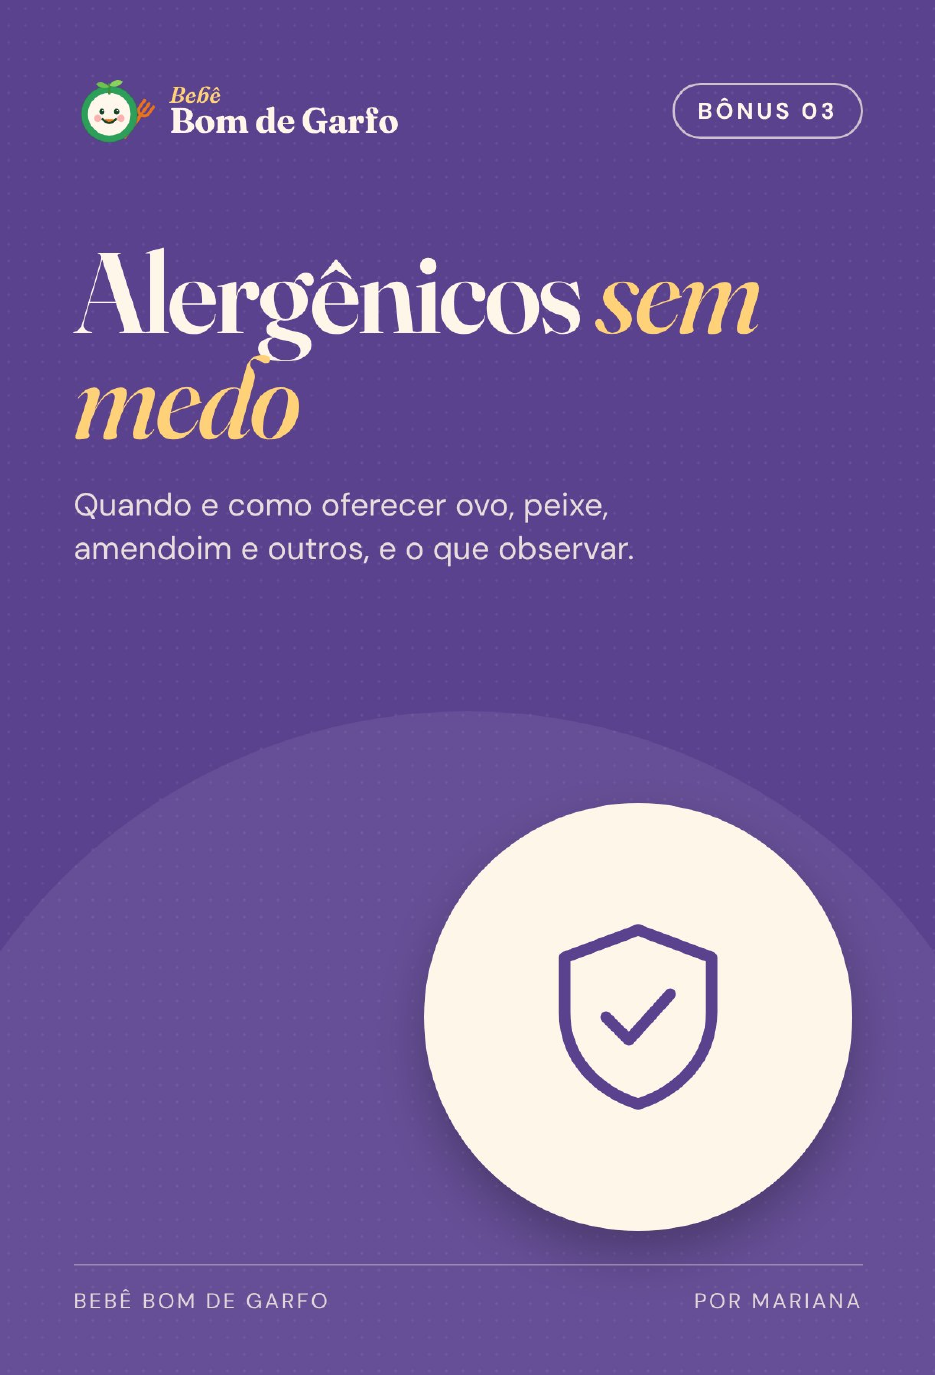 Bebê
Bom de Garfo
BÔNUS 03
Alergênicos sem
medo
Quando e como oferecer ovo, peixe,
amendoim e outros, e o que observar.
BEBÊ BOM DE GARFO
POR MARIANA